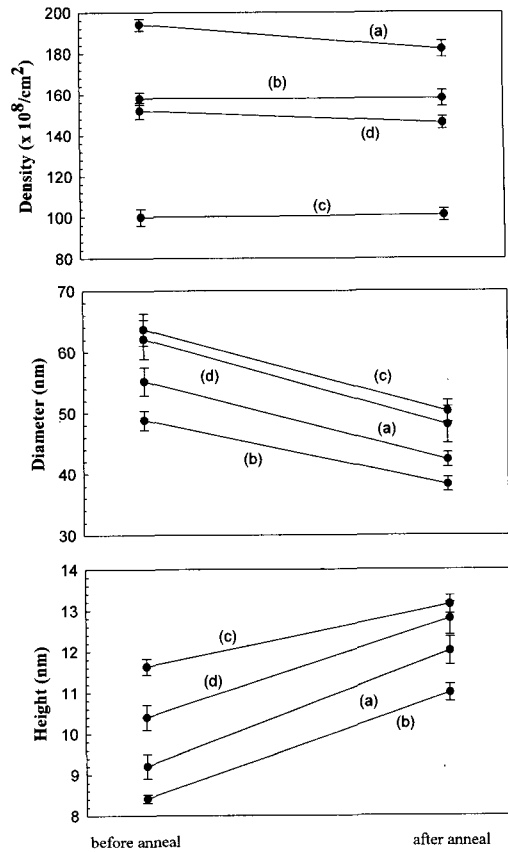 200
180
160
140
120
100
80
Density (x 10⁸/cm²)
(a)
(b)
(d)
(c)
70
60
50
40
30
Diameter (nm)
(d)
(c)
(a)
(b)
14
13
12
11
10
9
8
Height (nm)
(c)
(d)
(a)
(b)
before anneal after anneal